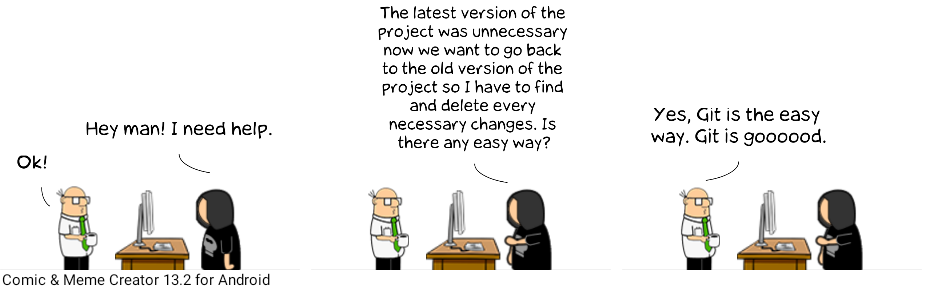 Hey man! I need help.
Ok!
The latest version of the
project was unnecessary
now we want to go back
to the old version of the
project so I have to find
and delete every
necessary changes. Is
there any easy way?
Yes, Git is the easy
way. Git is goooood.
Comic & Meme Creator 13.2 for Android